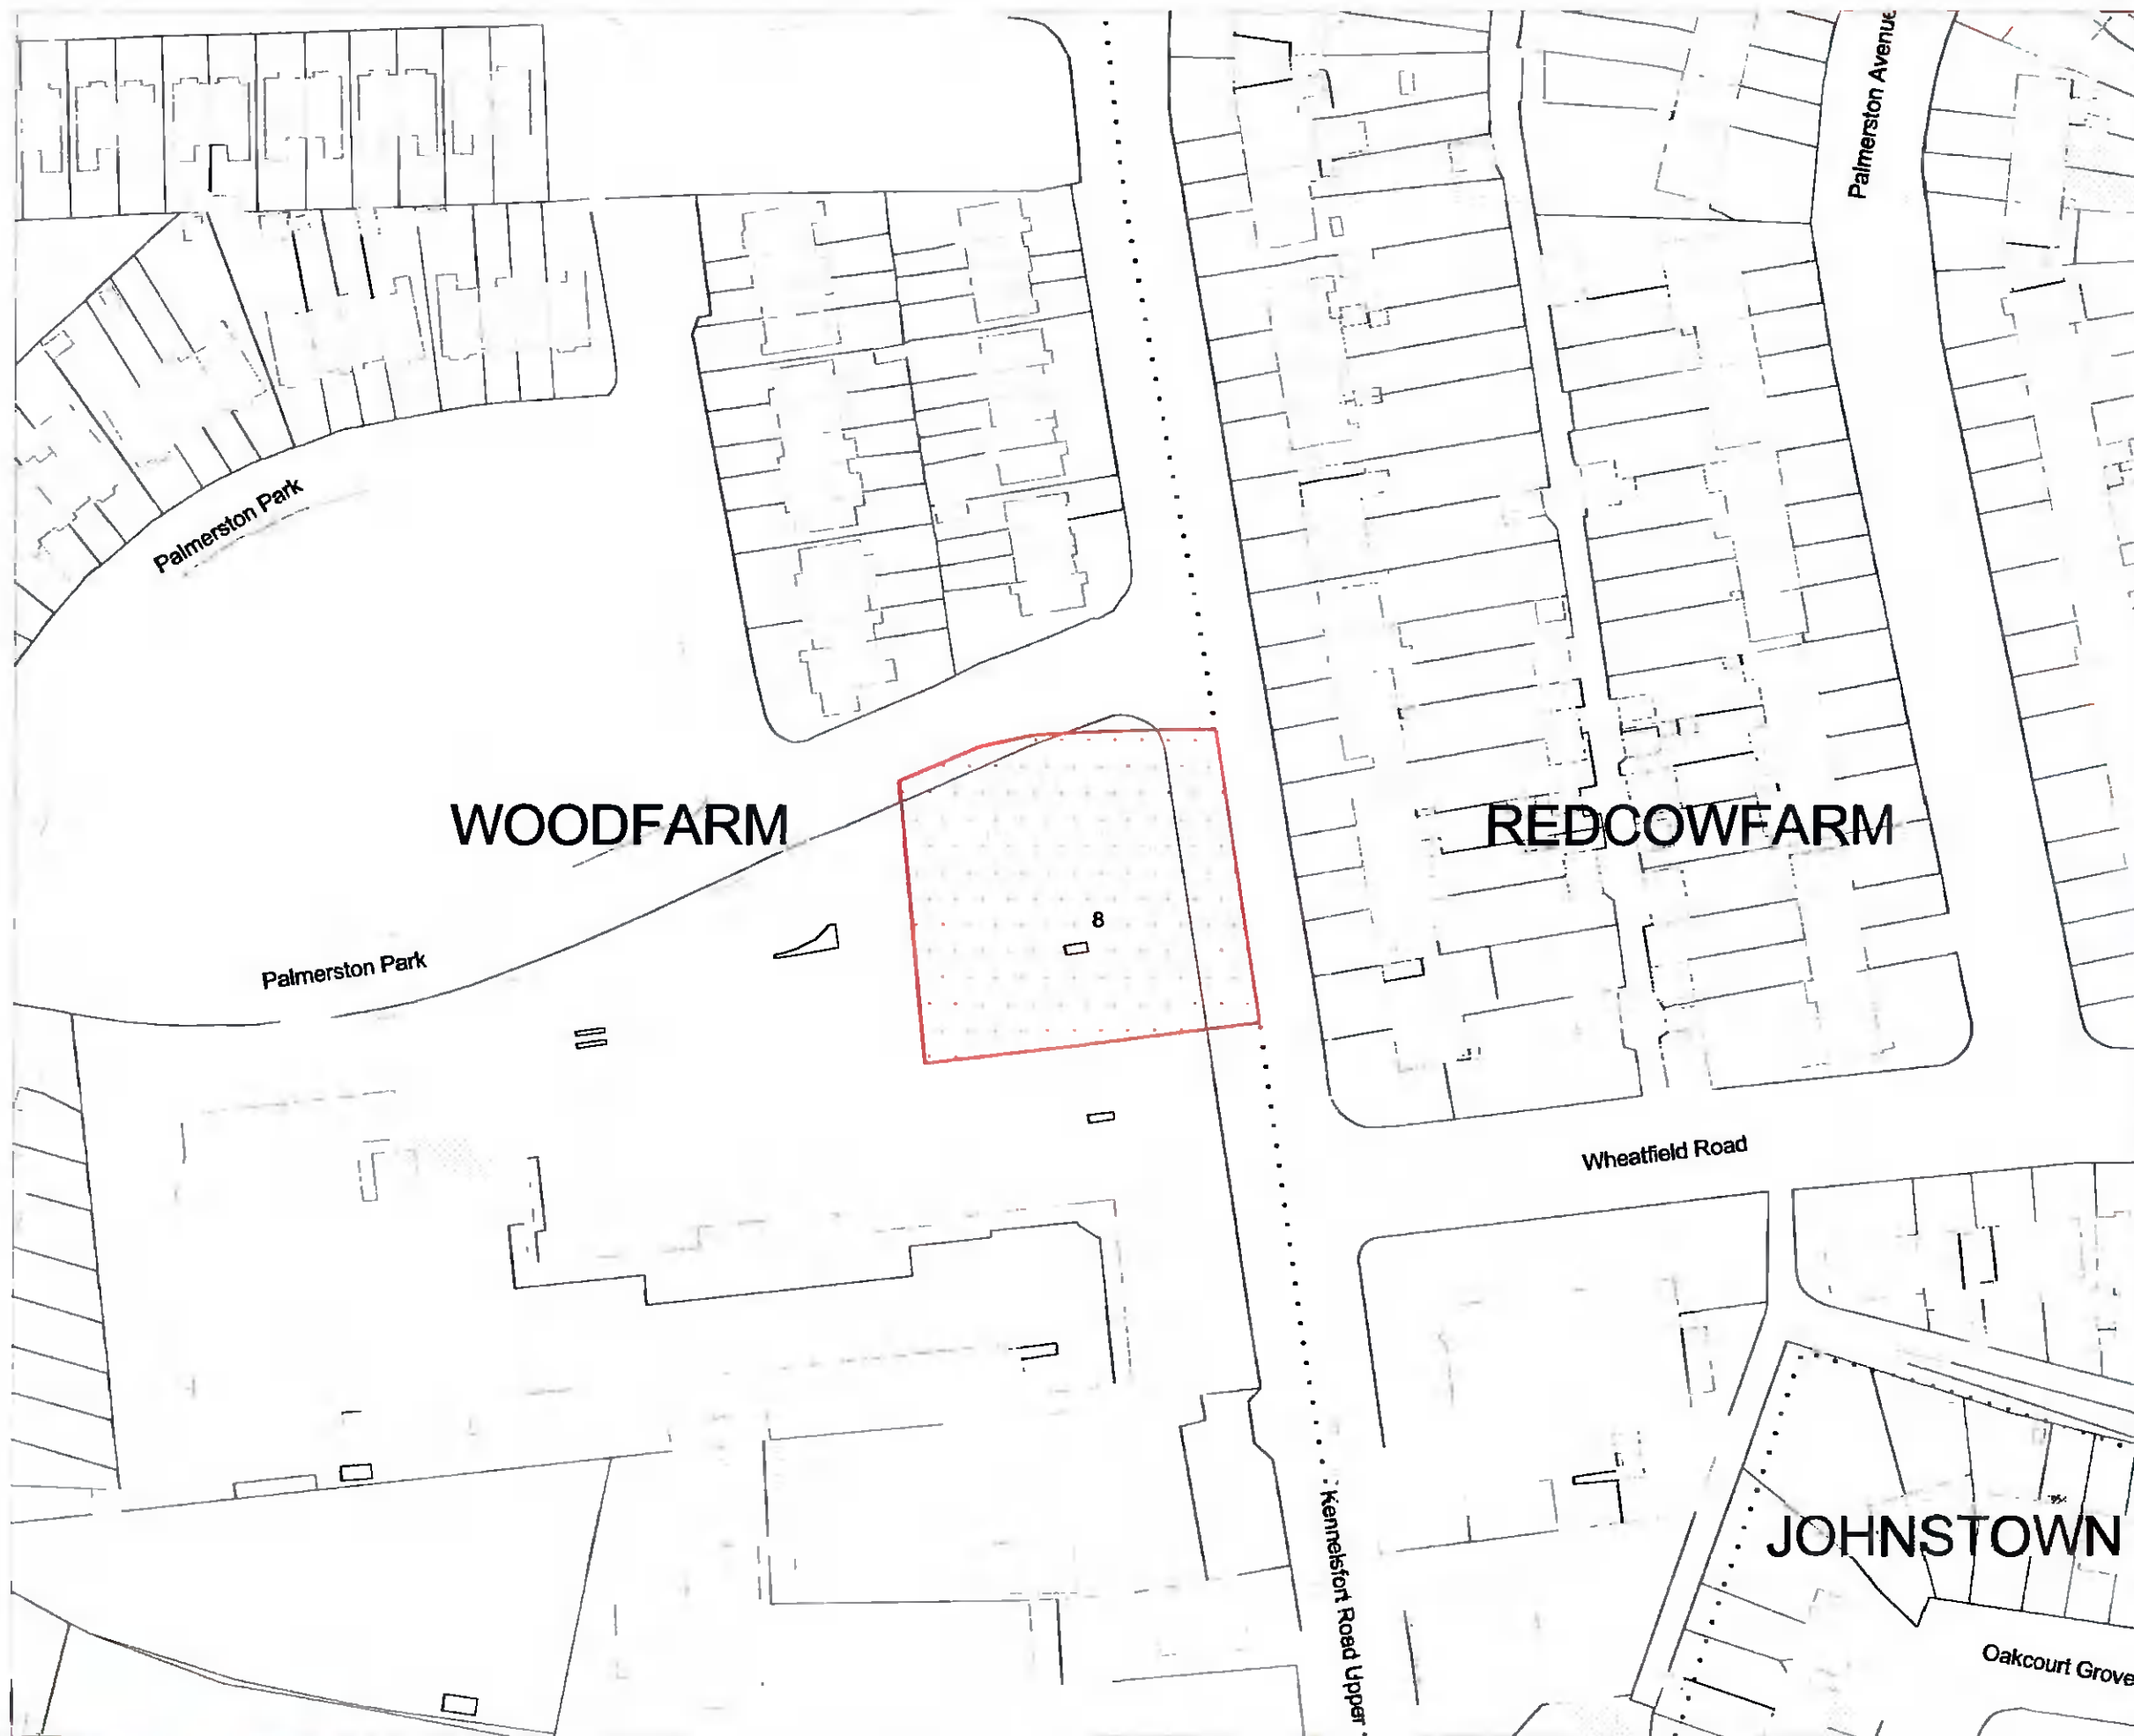 Palmerston Avenue
Palmerston Park
WOODFARM
REDCOWFARM
8
Palmerston Park
Wheatfield Road
JOHNSTOWN
Kennelsfort Road Upper
Oakcourt Grove